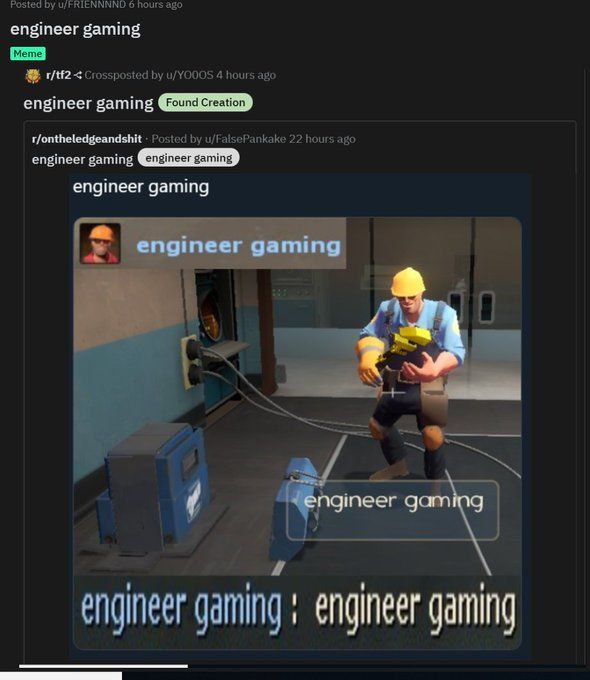 Posted by u/FRIENNNND 6 hours ago
engineer gaming
Meme
r/tf2 Crossposted by u/YO0OS 4 hours ago
engineer gaming Found Creation
r/ontheledgeandshit · Posted by u/FalsePankake 22 hours ago
engineer gaming engineer gaming
engineer gaming
engineer gaming
engineer gaming
engineer gaming : engineer gaming